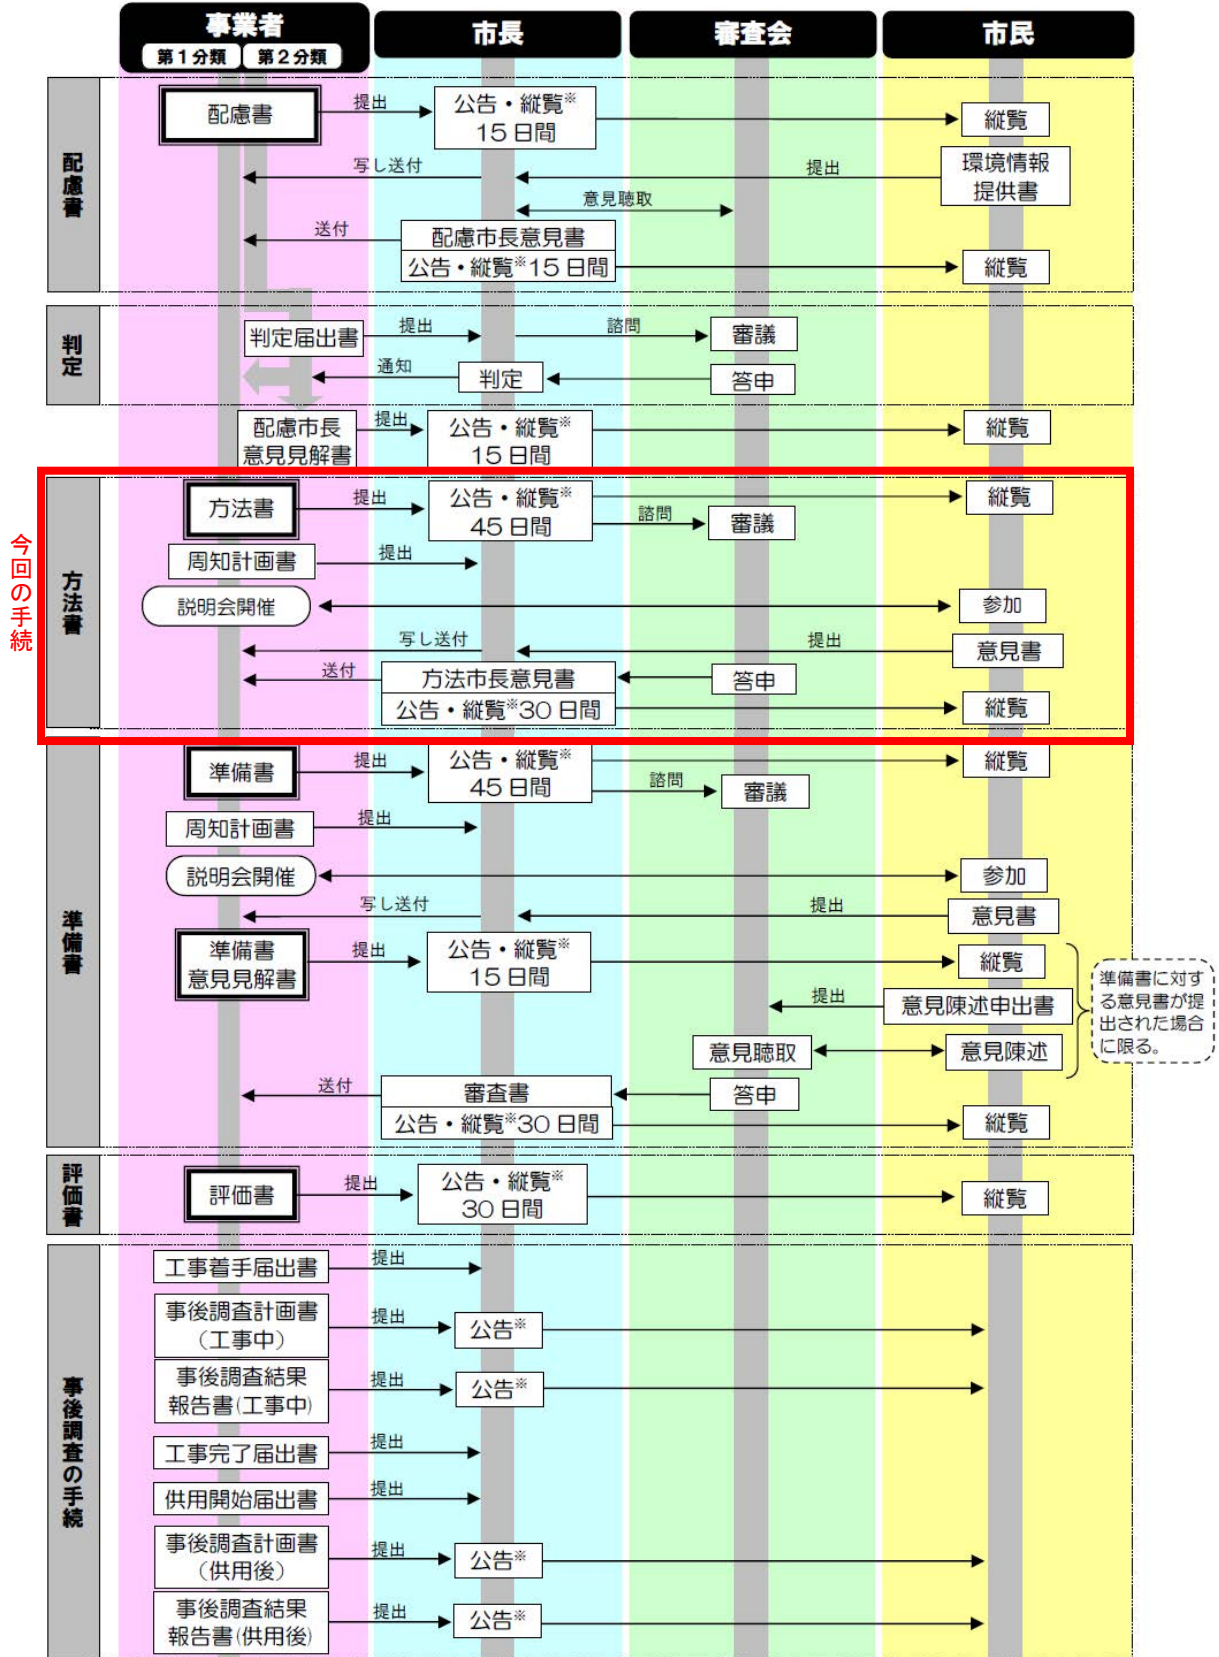 事業者
市長
審査会
市民
第1分類
第2分類
配慮書
配慮書
提出
公告・縦覧※
15日間
縦覧
写し送付
提出
環境情報
提供書
意見聴取
送付
配慮市長意見書
公告・縦覧※15日間
縦覧
判定
判定届出書
提出
諮問
審議
通知
判定
答申
配慮市長
意見見解書
提出
公告・縦覧※
15日間
縦覧
今回の手続
方法書
方法書
提出
公告・縦覧※
45日間
縦覧
諮問
審議
周知計画書
提出
説明会開催
参加
写し送付
提出
意見書
送付
方法市長意見書
答申
公告・縦覧※30日間
縦覧
準備書
準備書
提出
公告・縦覧※
45日間
縦覧
諮問
審議
周知計画書
提出
説明会開催
参加
写し送付
提出
意見書
準備書
意見見解書
提出
公告・縦覧※
15日間
縦覧
準備書に対す
る意見書が提
出された場合
に限る。
提出
意見陳述申出書
意見聴取
意見陳述
送付
審査書
答申
公告・縦覧※30日間
縦覧
評価書
評価書
提出
公告・縦覧※
30日間
縦覧
事後調査の手続
工事着手届出書
提出
事後調査計画書
(工事中)
提出
公告※
事後調査結果
報告書(工事中)
提出
公告※
工事完了届出書
提出
供用開始届出書
提出
事後調査計画書
(供用後)
提出
公告※
事後調査結果
報告書(供用後)
提出
公告※